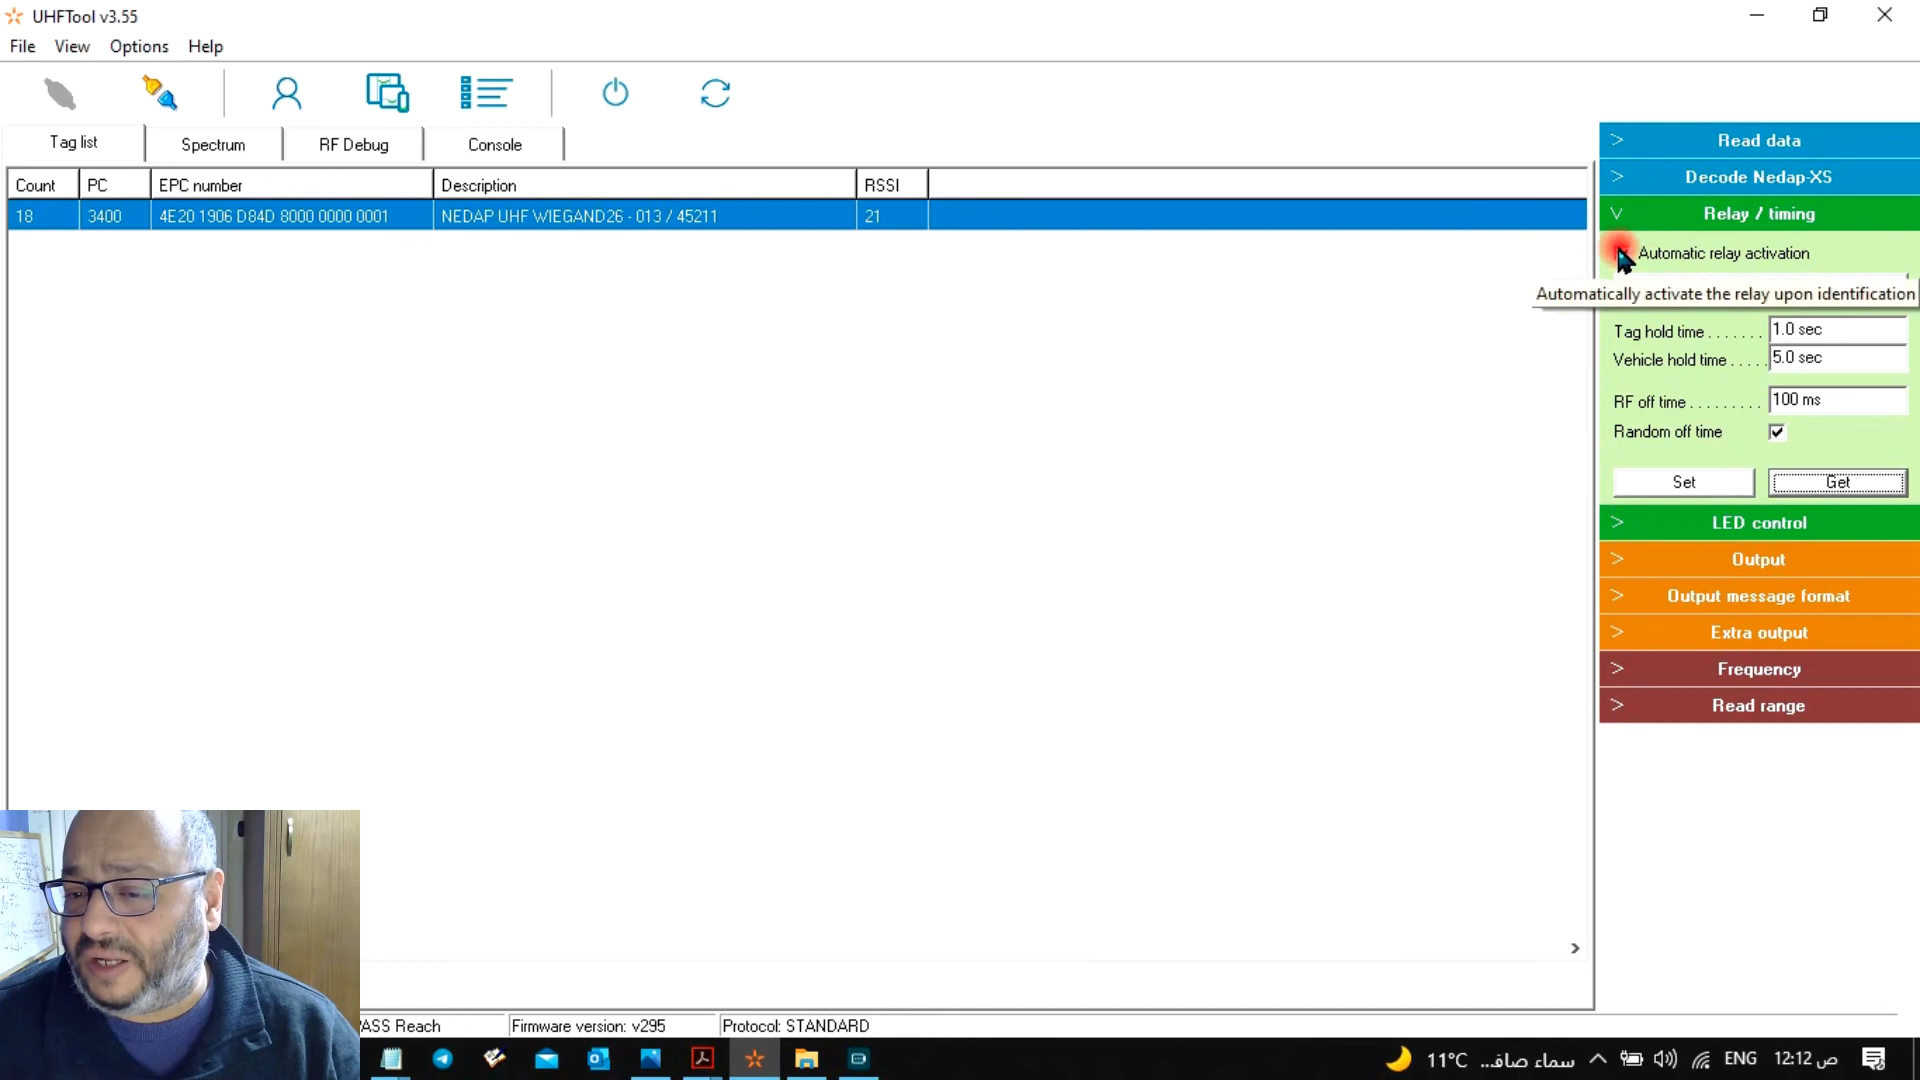 UHFTool v3.55
File View Options Help
Tag list Spectrum RF Debug Console
Count PC EPC number Description RSSI
18 3400 4E20 1906 D84D 8000 0000 0001 NEDAP UHF WIEGAND26 - 013 / 45211 21
> Read data
> Decode Nedap-XS
V Relay / timing
Automatic relay activation
Automatically activate the relay upon identification
Tag hold time . . . . . . . 1.0 sec
Vehicle hold time . . . . . 5.0 sec
RF off time . . . . . . . . . 100 ms
Random off time
Set Get
> LED control
> Output
> Output message format
> Extra output
> Frequency
> Read range
PASS Reach Firmware version: v295 Protocol: STANDARD
11°C سماء صافـ... ENG 12:12 ص